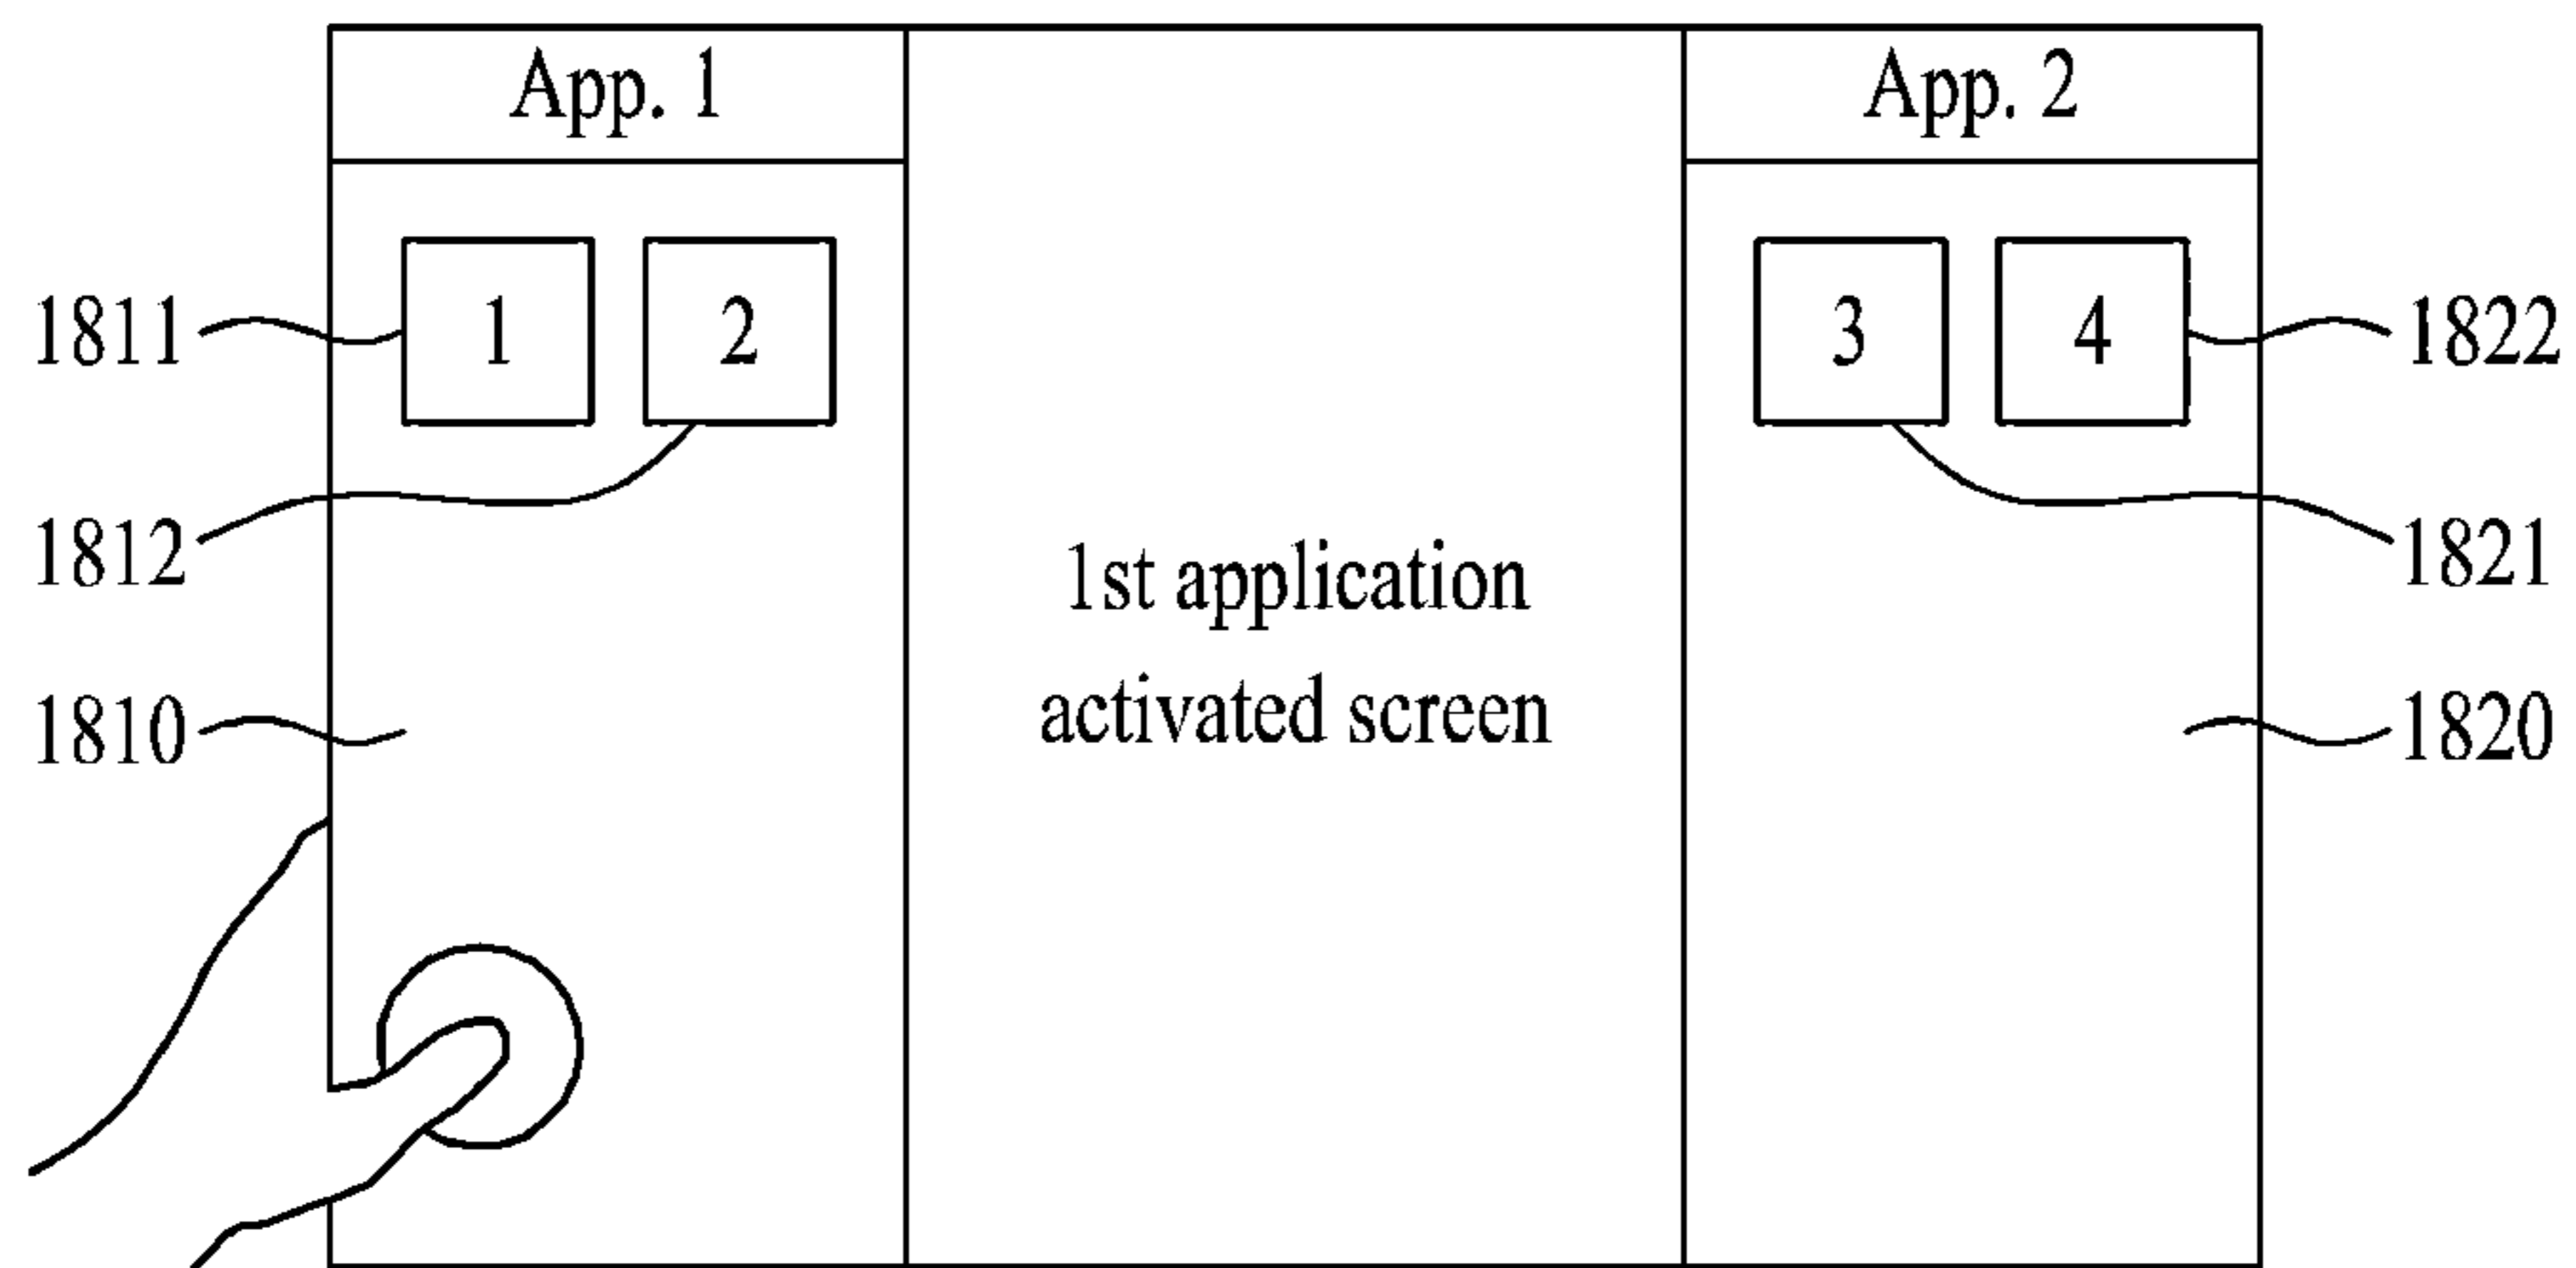 App. 1
App. 2
1811
1
2
3
4
1822
1812
1st application
activated screen
1821
1810
1820